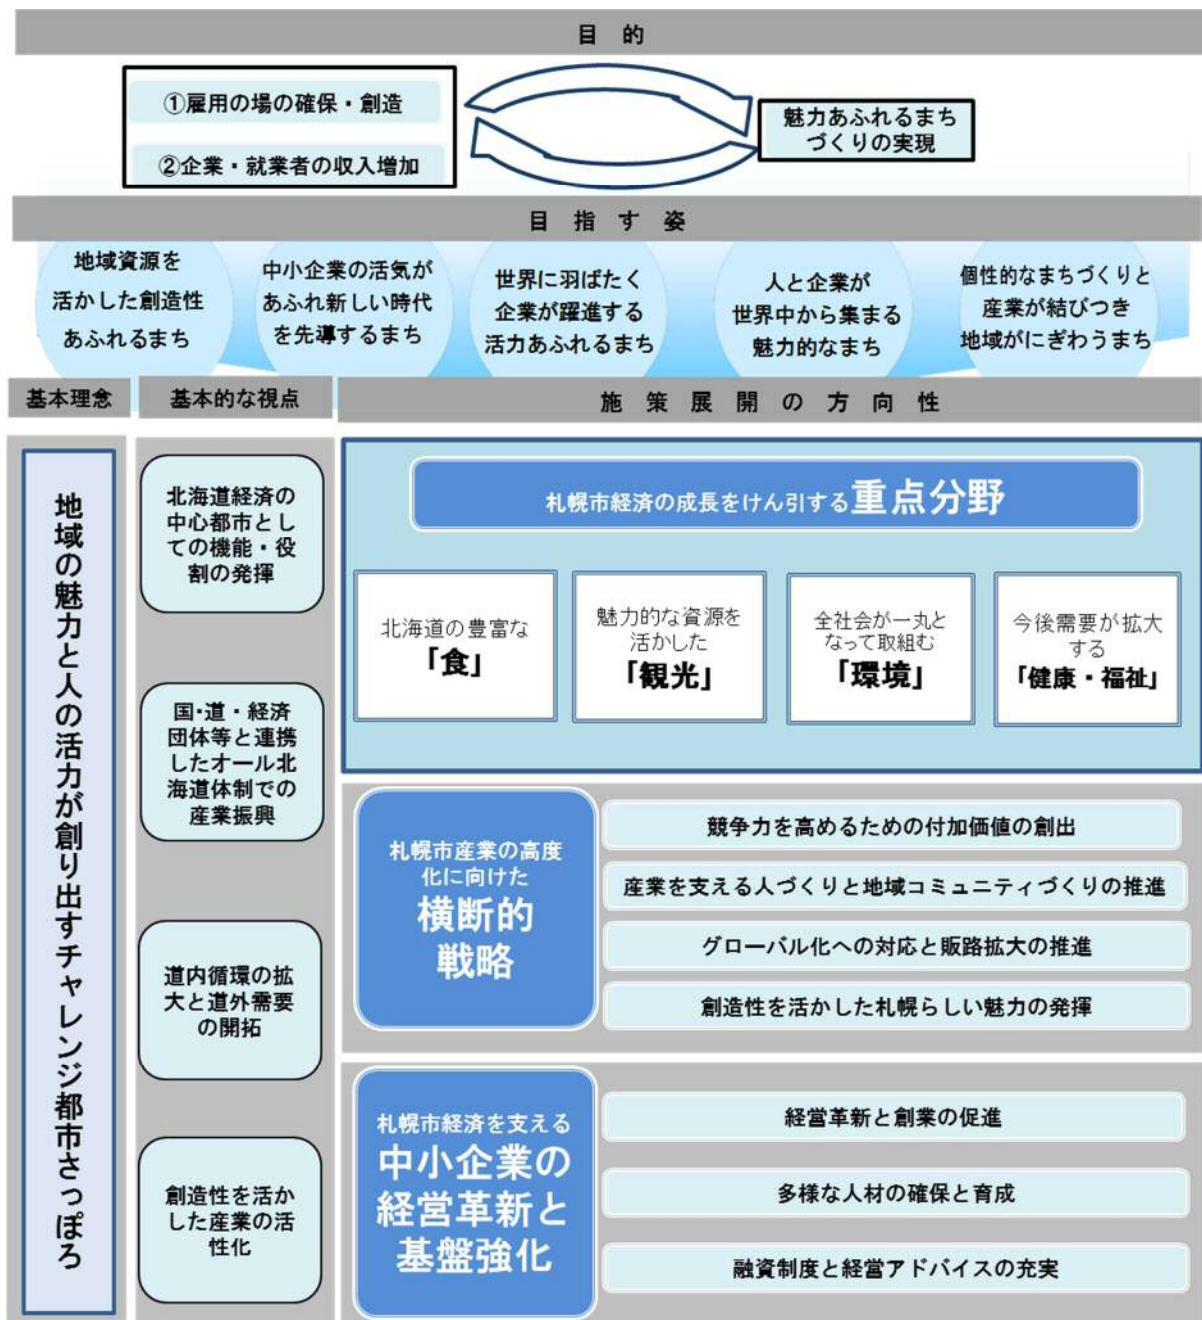 目的
①雇用の場の確保・創造
②企業・就業者の収入増加
魅力あふれるまち
づくりの実現
目指す姿
地域資源を
活かした創造性
あふれるまち
中小企業の活気が
あふれ新しい時代
を先導するまち
世界に羽ばたく
企業が躍進する
活力あふれるまち
人と企業が
世界中から集まる
魅力的なまち
個性的なまちづくりと
産業が結びつき
地域がにぎわうまち
基本理念
基本的な視点
施策展開の方向性
地域の魅力と人の活力が創り出すチャレンジ都市さっぽろ
北海道経済の
中心都市とし
ての機能・役
割の発揮
国・道・経済
団体等と連携
したオール北
海道体制での
産業振興
道内循環の拡
大と道外需要
の開拓
創造性を活か
した産業の活
性化
札幌市経済の成長をけん引する重点分野
北海道の豊富な
「食」
魅力的な資源を
活かした
「観光」
全社会が一丸と
なって取組む
「環境」
今後需要が拡大
する
「健康・福祉」
札幌市産業の高度
化に向けた
横断的
戦略
競争力を高めるための付加価値の創出
産業を支える人づくりと地域コミュニティづくりの推進
グローバル化への対応と販路拡大の推進
創造性を活かした札幌らしい魅力の発揮
札幌市経済を支える
中小企業の
経営革新と
基盤強化
経営革新と創業の促進
多様な人材の確保と育成
融資制度と経営アドバイスの充実